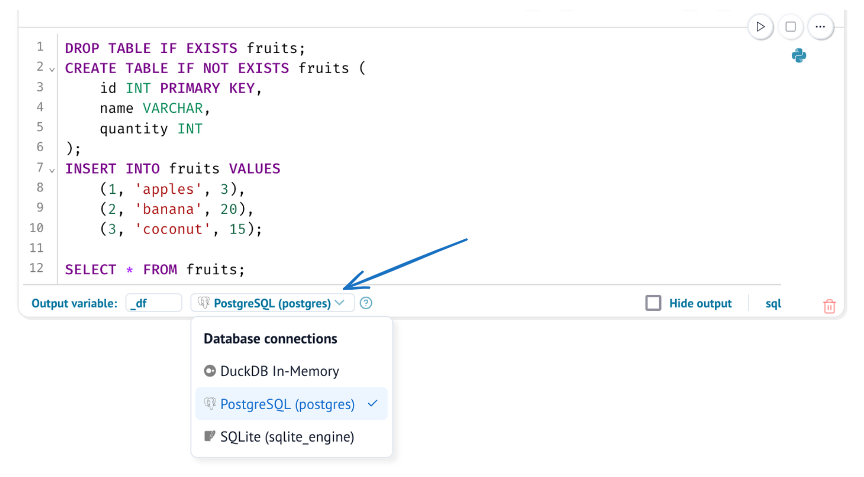 1 DROP TABLE IF EXISTS fruits;
2 CREATE TABLE IF NOT EXISTS fruits (
3     id INT PRIMARY KEY,
4     name VARCHAR,
5     quantity INT
6 );
7 INSERT INTO fruits VALUES
8     (1, 'apples', 3),
9     (2, 'banana', 20),
10     (3, 'coconut', 15);
11
12 SELECT * FROM fruits;
Output variable: _df PostgreSQL (postgres) ? Hide output sql
Database connections
DuckDB In-Memory
PostgreSQL (postgres)
SQLite (sqlite_engine)